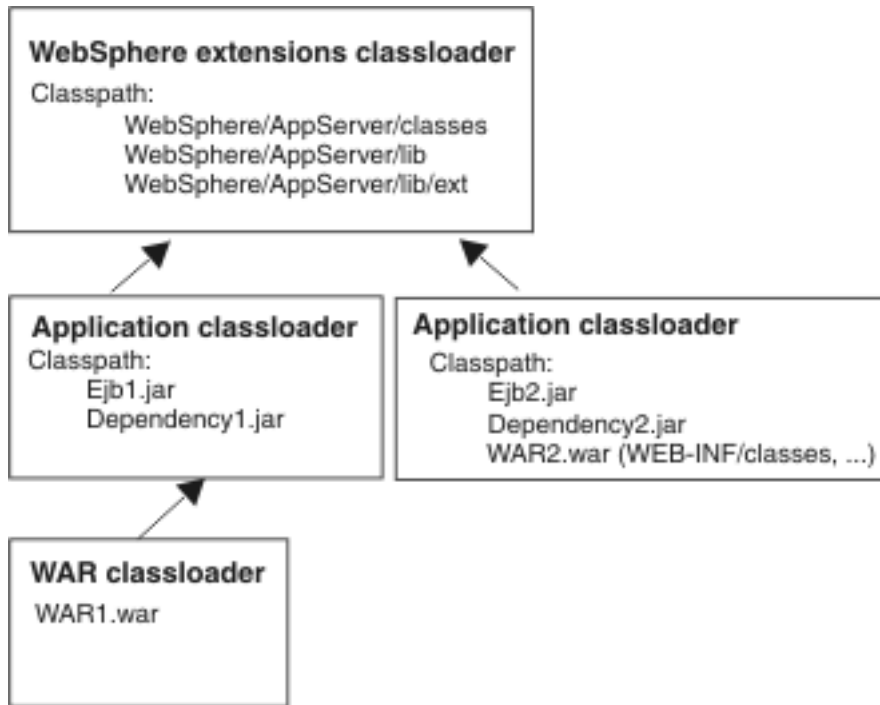 WebSphere extensions classloader
Classpath:
WebSphere/AppServer/classes
WebSphere/AppServer/lib
WebSphere/AppServer/lib/ext
Application classloader
Classpath:
Ejb1.jar
Dependency1.jar
Application classloader
Classpath:
Ejb2.jar
Dependency2.jar
WAR2.war (WEB-INF/classes, ...)
WAR classloader
WAR1.war